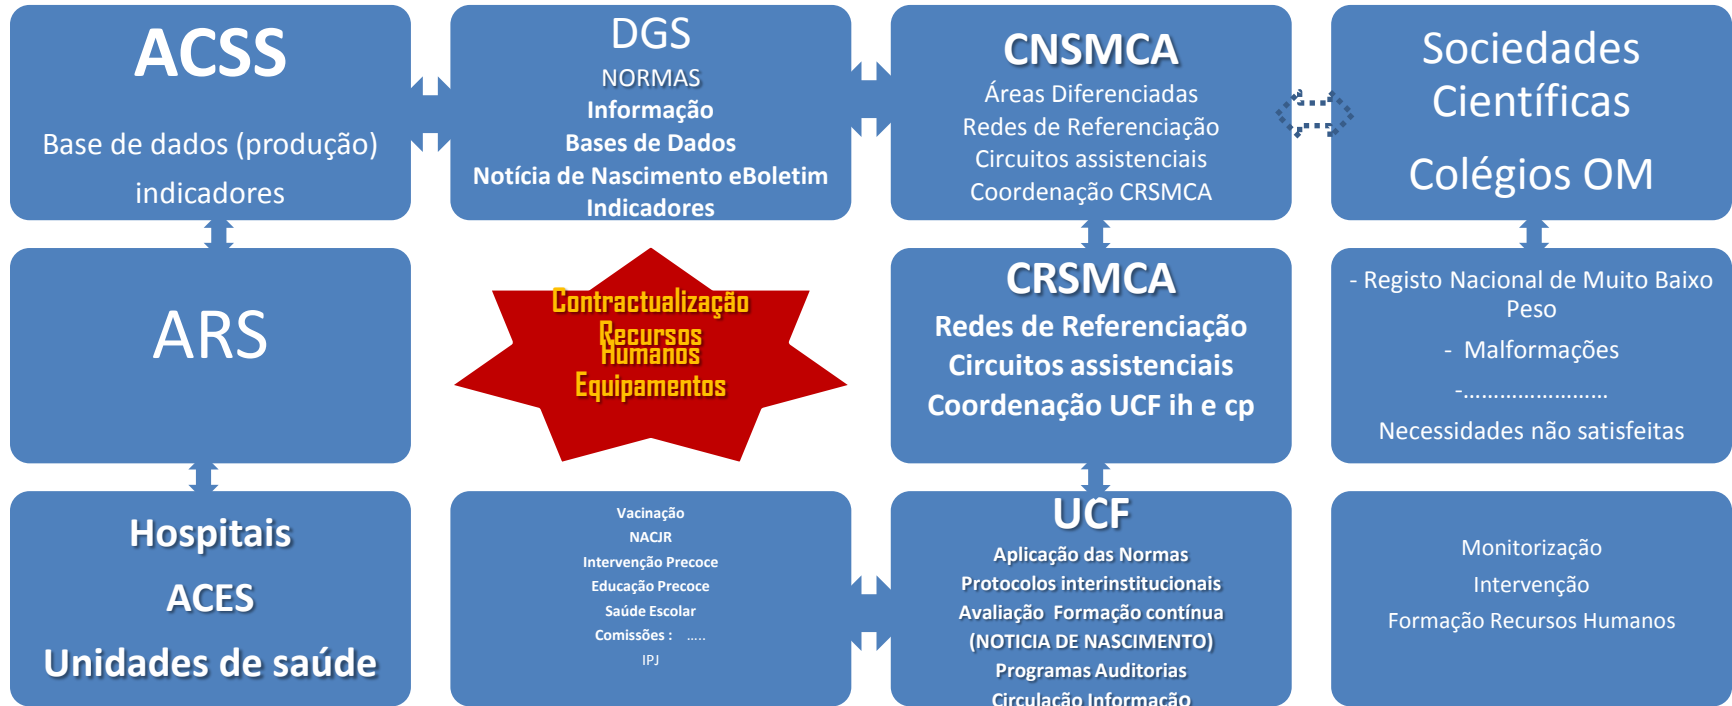 ACSS
Base de dados (produção)
indicadores
DGS
NORMAS
Informação
Bases de Dados
Notícia de Nascimento eBoletim
Indicadores
CNSMCA
Áreas Diferenciadas
Redes de Referenciação
Circuitos assistenciais
Coordenação CRSMCA
Sociedades
Científicas
Colégios OM
ARS
Contractualização
Recursos
Humanos
Equipamentos
CRSMCA
Redes de Referenciação
Circuitos assistenciais
Coordenação UCF ih e cp
- Registo Nacional de Muito Baixo
Peso
- Malformações
-........................
Necessidades não satisfeitas
Hospitais
ACES
Unidades de saúde
Vacinação
NACJR
Intervenção Precoce
Educação Precoce
Saúde Escolar
Comissões : .....
IPJ
UCF
Aplicação das Normas
Protocolos interinstitucionais
Avaliação Formação contínua
(NOTICIA DE NASCIMENTO)
Programas Auditorias
Circulação Informação
Monitorização
Intervenção
Formação Recursos Humanos